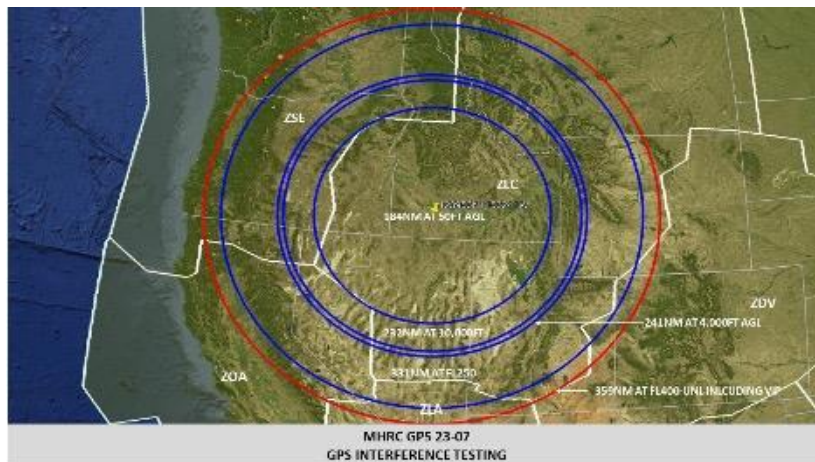 ZSE
ZLC
184NM AT 50FT AGL
ZDV
241NM AT 4,000FT AGL
232NM AT 10,000FT
331NM AT FL250
ZOA
359NM AT FL400-UNL INLCUDING VIP
ZLA
MHRC GPS 23-07
GPS INTERFERENCE TESTING